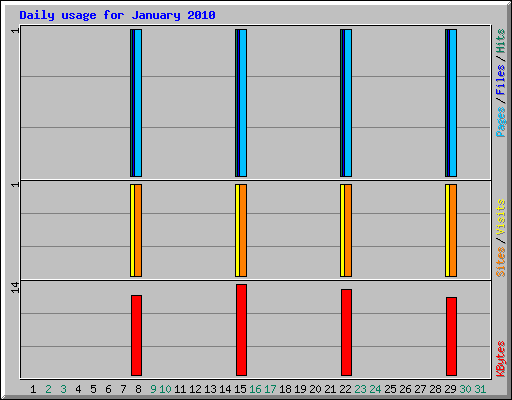 Daily usage for January 2010
1
Pages / Files / Hits
1
Sites / Visits
14
KBytes
1 2 3 4 5 6 7 8 9 10 11 12 13 14 15 16 17 18 19 20 21 22 23 24 25 26 27 28 29 30 31